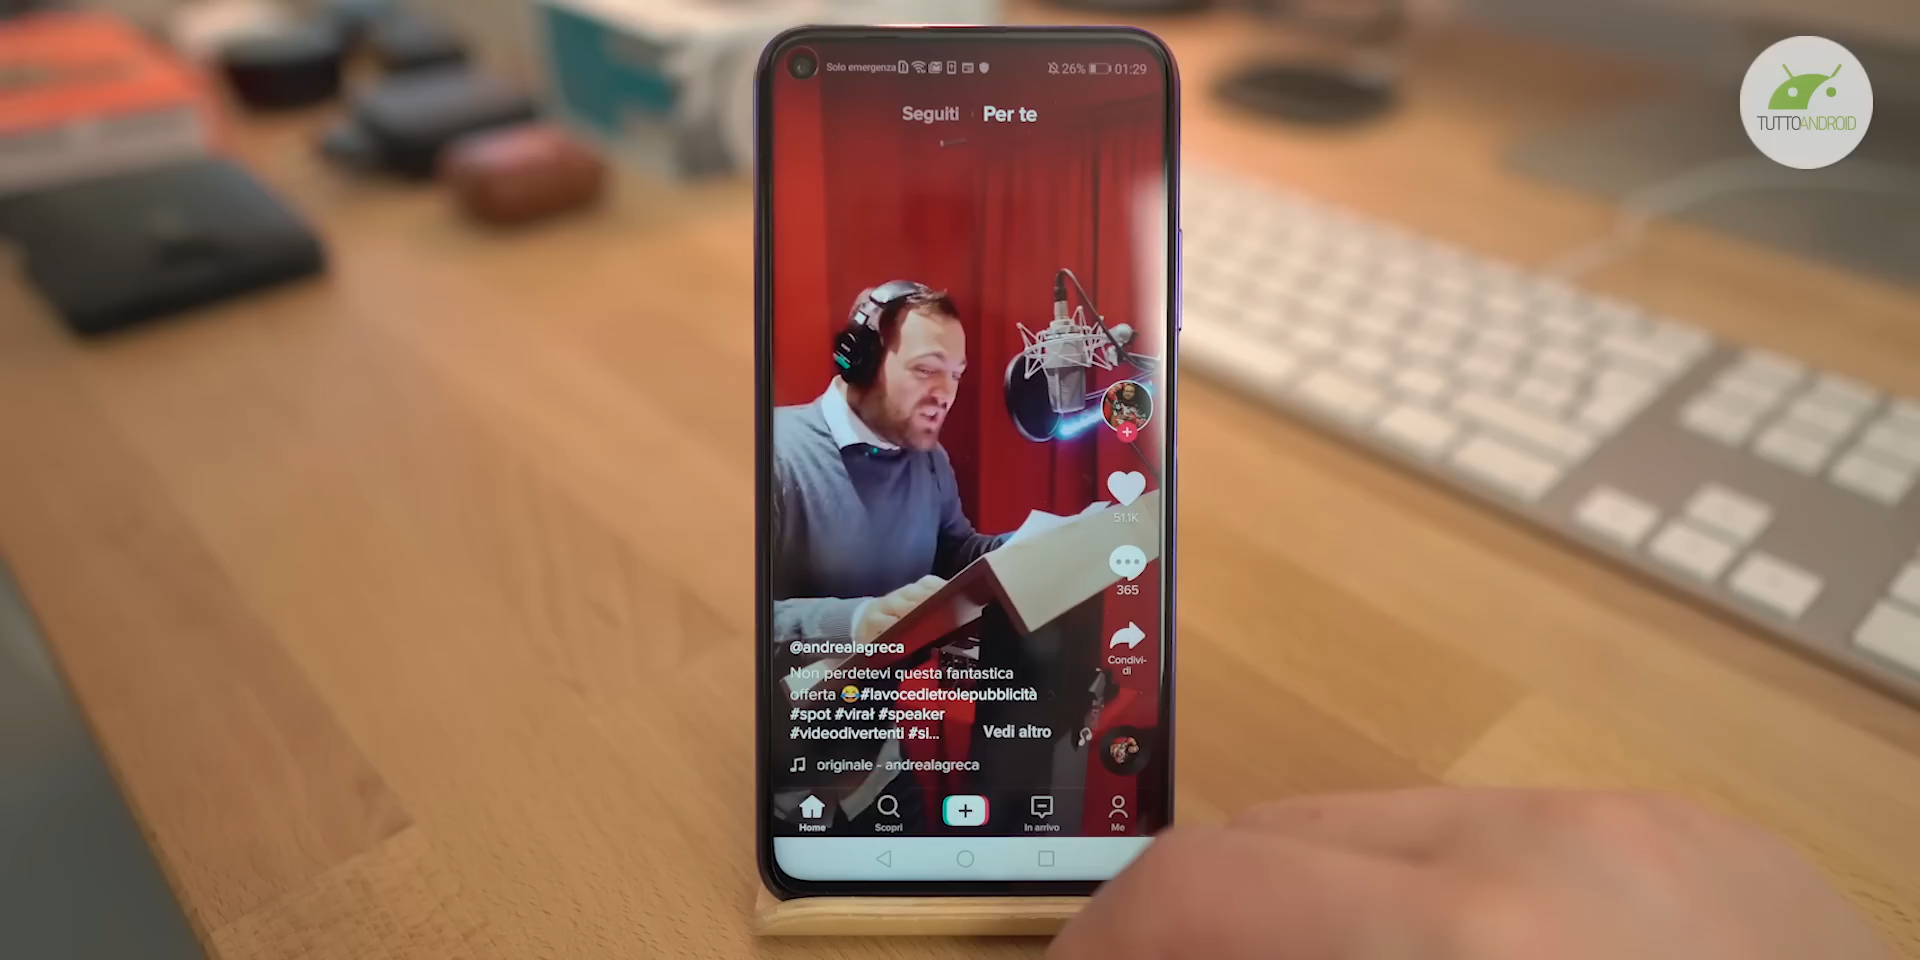 Solo emergenza
26% 01:29
TUTTOANDROID
Seguiti Per te
51.1K
365
Condivi-
di
@andrealagreca
Non perdetevi questa fantastica
offerta 😂#lavocedietrolepubblicità
#spot #virał #speaker
#videodivertenti #si... Vedi altro
originale - andrealagreca
Home Scopri In arrivo Me